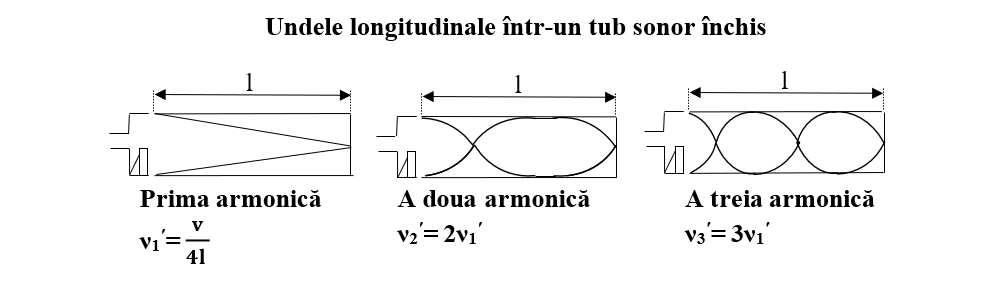 Undele longitudinale într-un tub sonor închis
l l l
Prima armonică A doua armonică A treia armonică
ν₁′= v/4l ν₂′= 2ν₁′ ν₃′= 3ν₁′